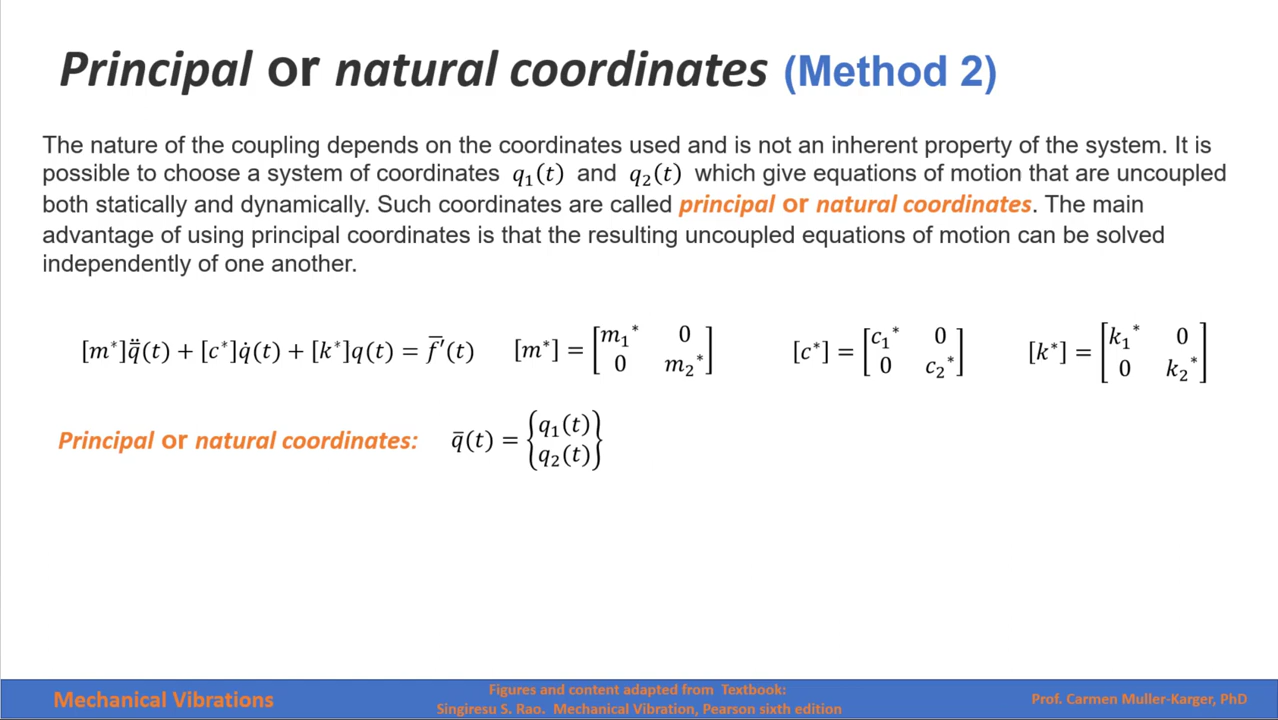 Principal or natural coordinates (Method 2)
The nature of the coupling depends on the coordinates used and is not an inherent property of the system. It is
possible to choose a system of coordinates q₁(t) and q₂(t) which give equations of motion that are uncoupled
both statically and dynamically. Such coordinates are called principal or natural coordinates. The main
advantage of using principal coordinates is that the resulting uncoupled equations of motion can be solved
independently of one another.
[m*]q̅̈(t) + [c*]q̇(t) + [k*]q(t) = f̅′(t) [m*] = [m₁* 0; 0 m₂*] [c*] = [c₁* 0; 0 c₂*] [k*] = [k₁* 0; 0 k₂*]
Principal or natural coordinates: q̅(t) = {q₁(t); q₂(t)}
Mechanical Vibrations
Figures and content adapted from Textbook:
Singiresu S. Rao. Mechanical Vibration, Pearson sixth edition
Prof. Carmen Muller-Karger, PhD